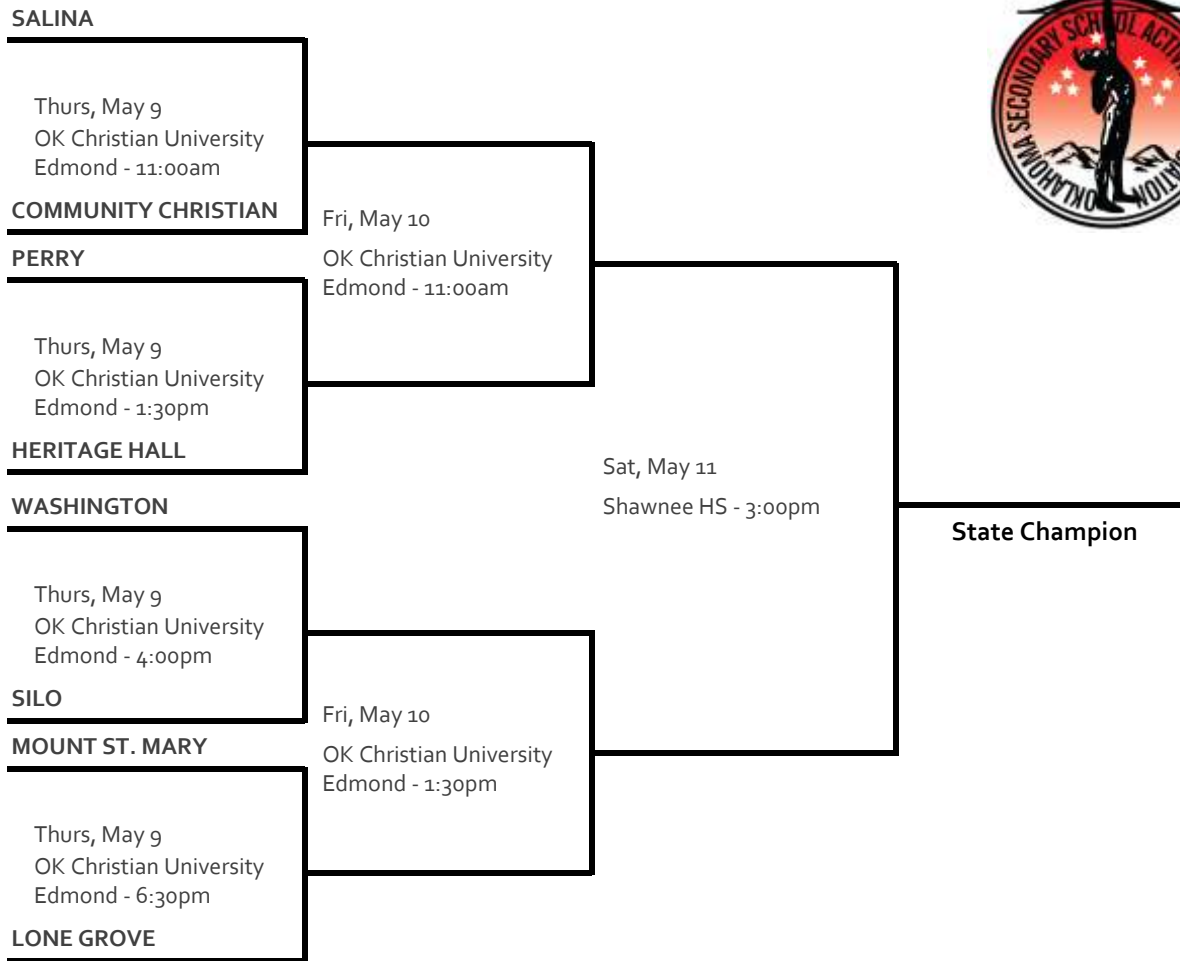 SALINA
Thurs, May 9
OK Christian University
Edmond - 11:00am
COMMUNITY CHRISTIAN
Fri, May 10
OK Christian University
Edmond - 11:00am
PERRY
Thurs, May 9
OK Christian University
Edmond - 1:30pm
HERITAGE HALL
Sat, May 11
Shawnee HS - 3:00pm
State Champion
WASHINGTON
Thurs, May 9
OK Christian University
Edmond - 4:00pm
SILO
Fri, May 10
OK Christian University
Edmond - 1:30pm
MOUNT ST. MARY
Thurs, May 9
OK Christian University
Edmond - 6:30pm
LONE GROVE
OKLAHOMA SECONDARY SCHOOL